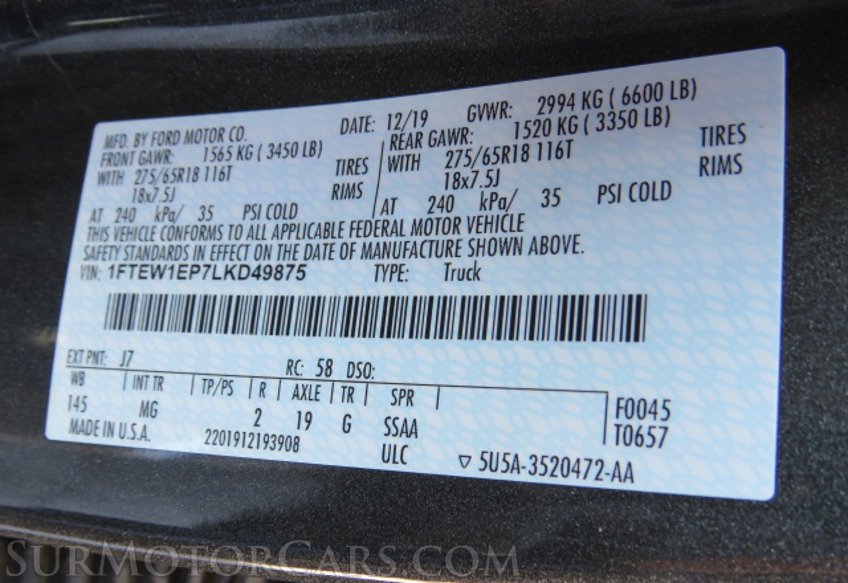 MFD. BY FORD MOTOR CO. DATE: 12/19 GVWR: 2994 KG ( 6600 LB)
FRONT GAWR: 1565 KG ( 3450 LB) REAR GAWR: 1520 KG ( 3350 LB)
WITH 275/65R18 116T TIRES WITH 275/65R18 116T TIRES
18x7.5J RIMS 18x7.5J RIMS
AT 240 kPa/ 35 PSI COLD AT 240 kPa/ 35 PSI COLD
THIS VEHICLE CONFORMS TO ALL APPLICABLE FEDERAL MOTOR VEHICLE
SAFETY STANDARDS IN EFFECT ON THE DATE OF MANUFACTURE SHOWN ABOVE.
VIN: 1FTEW1EP7LKD49875 TYPE: Truck
EXT PNT: J7 RC: 58 DSO:
WB INT TR TP/PS R AXLE TR SPR
145 MG 2 19 G SSAA F0045
MADE IN U.S.A. 2201912193908 ULC T0657
▽ 5U5A-3520472-AA
SURMOTORCARS.COM